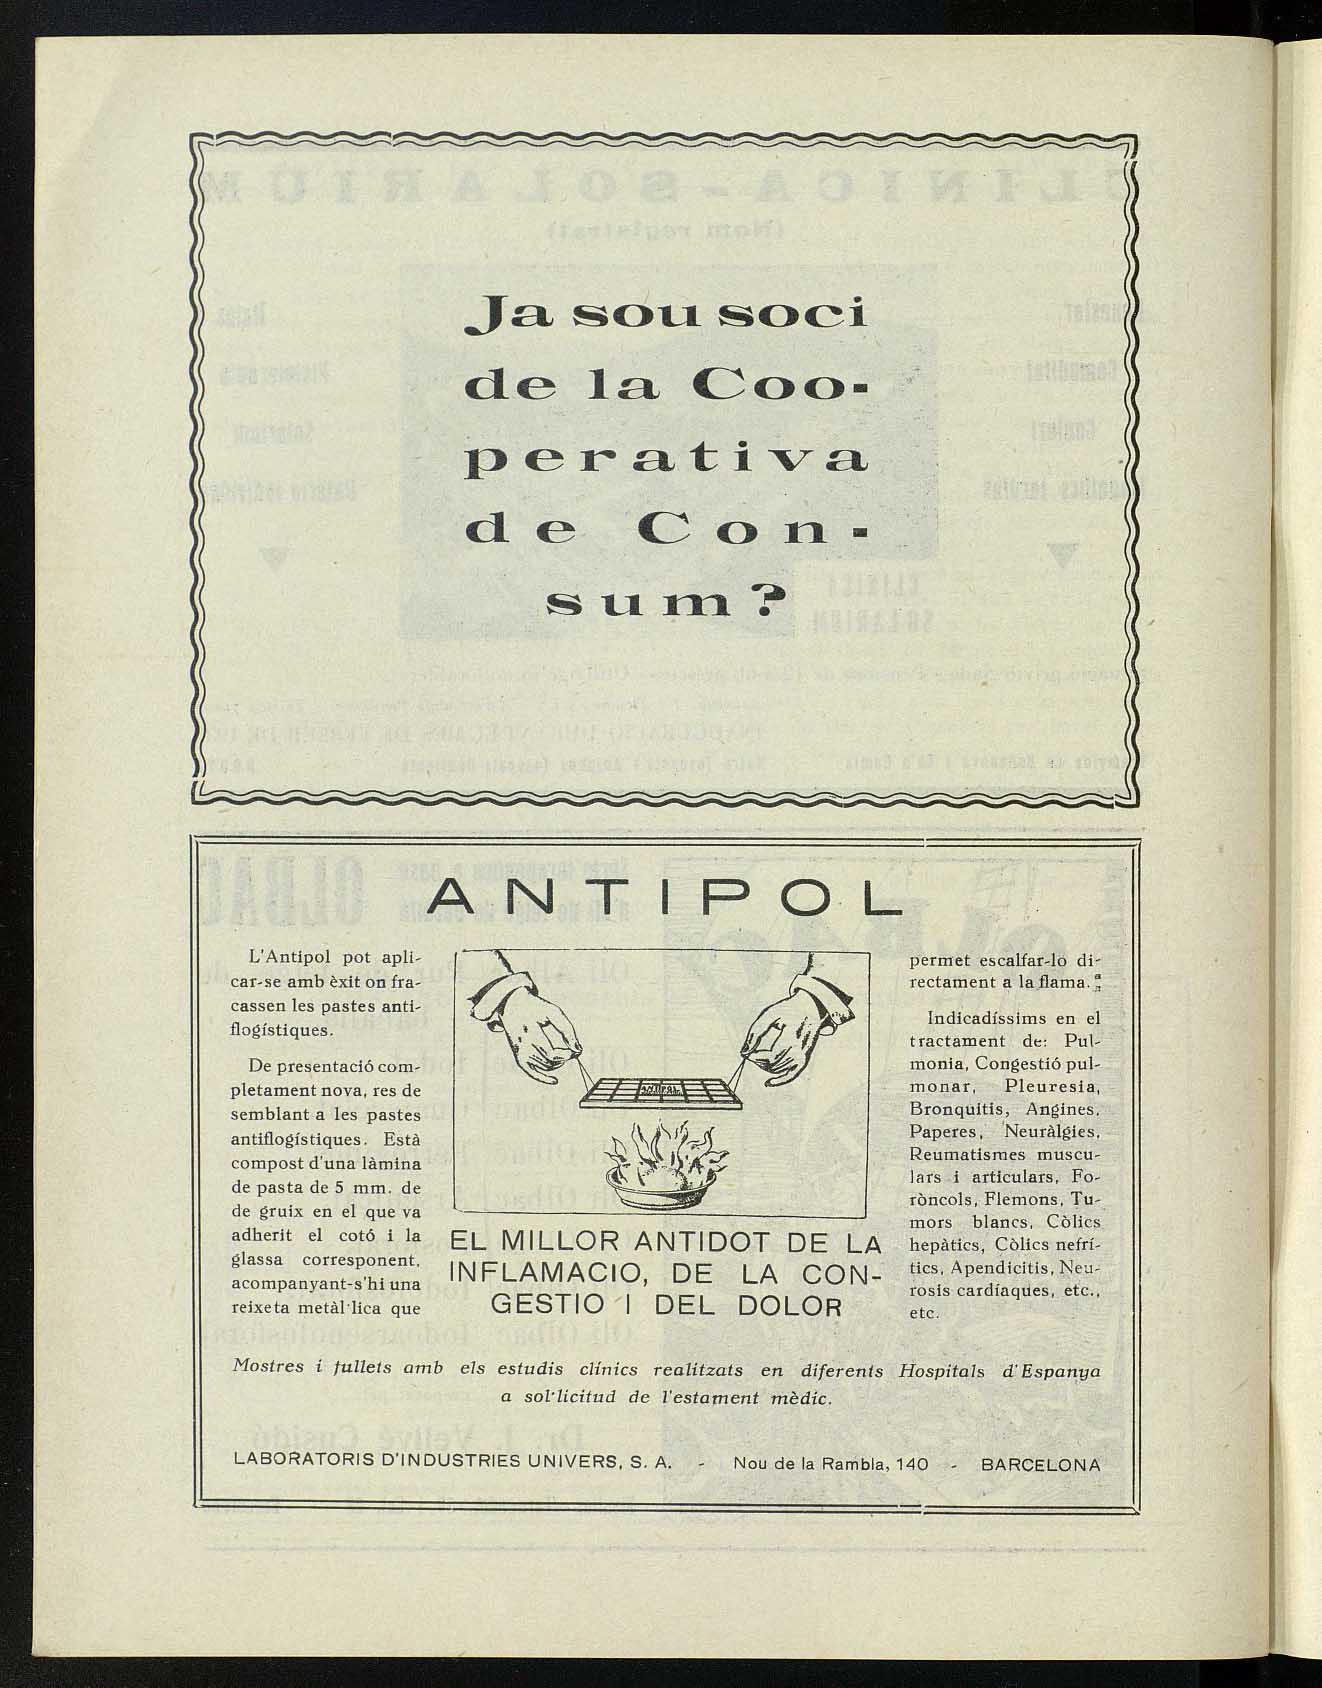 Ja sou soci
de la Coo-
perativa
de Con-
sum?
ANTIPOL
L'Antipol pot apli-
car-se amb èxit on fra-
cassen les pastes anti-
flogístiques.
De presentació com-
pletament nova, res de
semblant a les pastes
antiflogístiques. Està
compost d'una làmina
de pasta de 5 mm. de
de gruix en el que va
adherit el cotó i la
glassa corresponent,
acompanyant-s'hi una
reixeta metàl·lica que
ANTIPOL
EL MILLOR ANTIDOT DE LA
INFLAMACIO, DE LA CON-
GESTIO I DEL DOLOR
permet escalfar-lo di-
rectament a la flama.
Indicadíssims en el
tractament de: Pul-
monia, Congestió pul-
monar, Pleuresia,
Bronquitis, Angines,
Paperes, Neuràlgies,
Reumatismes muscu-
lars i articulars, Fo-
ròncols, Flemons, Tu-
mors blancs, Còlics
hepàtics, Còlics nefrí-
tics, Apendicitis, Neu-
rosis cardíaques, etc.,
etc.
Mostres i fullets amb els estudis clínics realitzats en diferents Hospitals d'Espanya
a sol·licitud de l'estament mèdic.
LABORATORIS D'INDUSTRIES UNIVERS, S. A. - Nou de la Rambla, 140 - BARCELONA